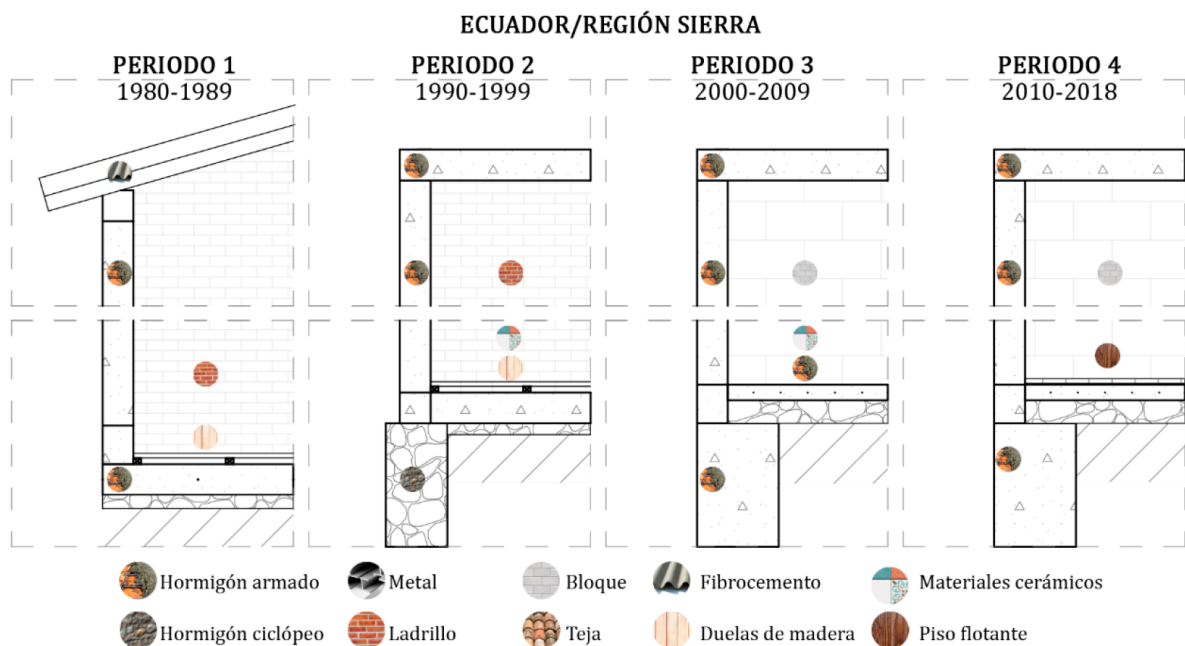 ECUADOR/REGIÓN SIERRA
PERIODO 1
1980-1989
PERIODO 2
1990-1999
PERIODO 3
2000-2009
PERIODO 4
2010-2018
Hormigón armado
Metal
Bloque
Fibrocemento
Materiales cerámicos
Hormigón ciclópeo
Ladrillo
Teja
Duelas de madera
Piso flotante